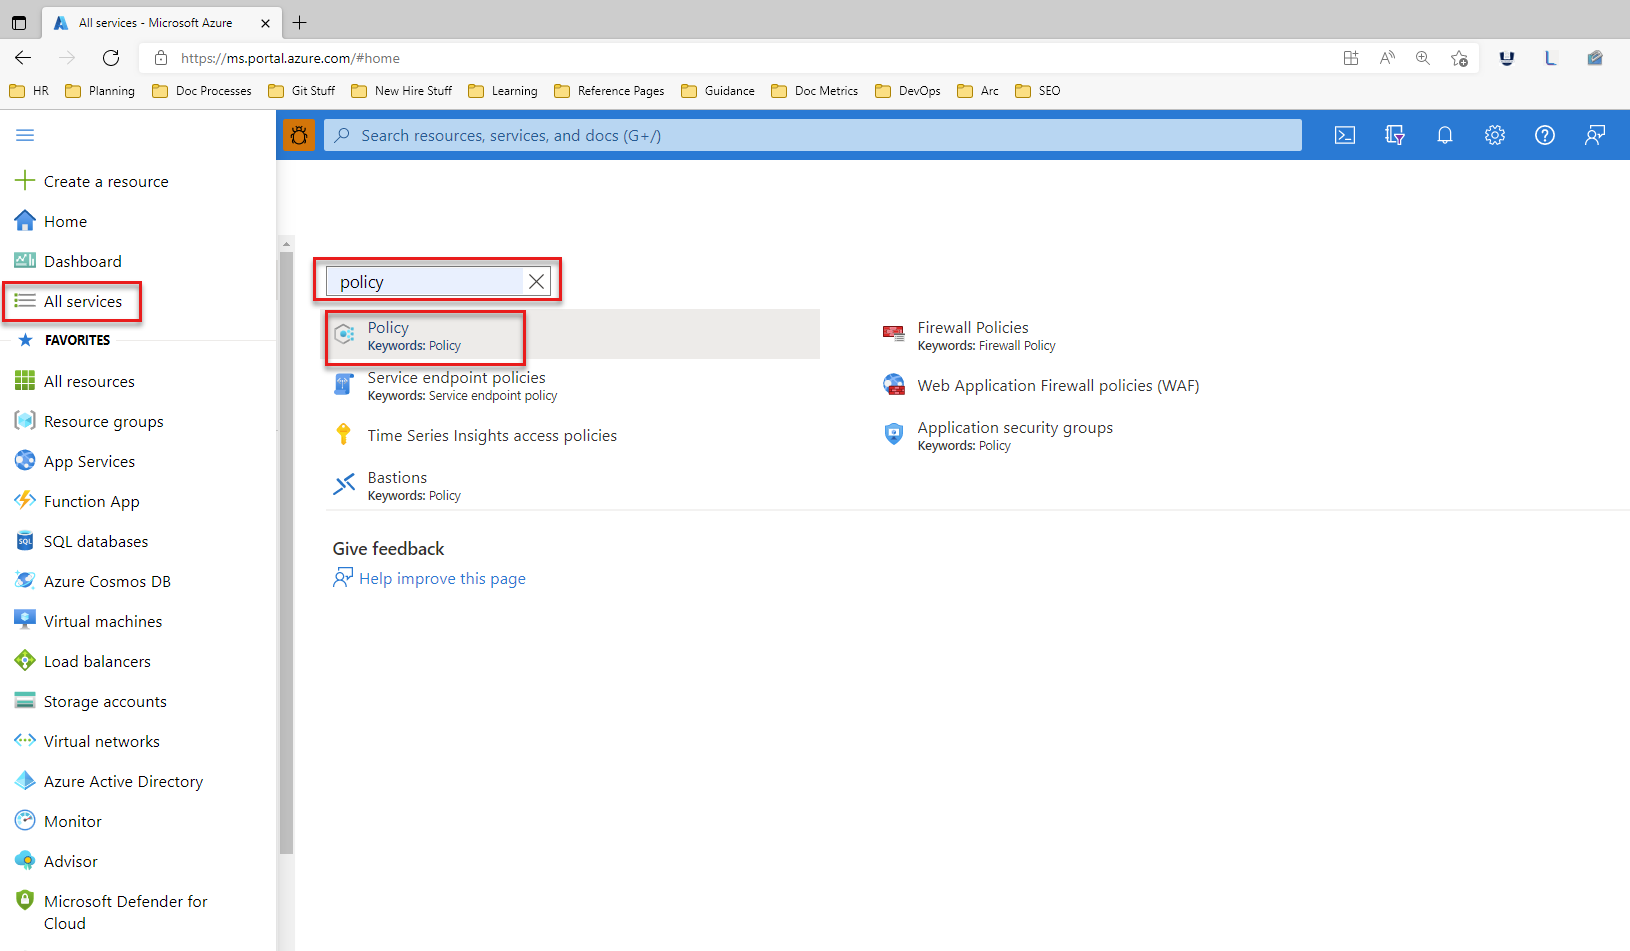 All services - Microsoft Azure
https://ms.portal.azure.com/#home
HR Planning Doc Processes Git Stuff New Hire Stuff Learning Reference Pages Guidance Doc Metrics DevOps Arc SEO
Search resources, services, and docs (G+/)
Create a resource
Home
Dashboard
All services
FAVORITES
All resources
Resource groups
App Services
Function App
SQL databases
Azure Cosmos DB
Virtual machines
Load balancers
Storage accounts
Virtual networks
Azure Active Directory
Monitor
Advisor
Microsoft Defender for
Cloud
policy
Policy
Keywords: Policy
Service endpoint policies
Keywords: Service endpoint policy
Time Series Insights access policies
Bastions
Keywords: Policy
Firewall Policies
Keywords: Firewall Policy
Web Application Firewall policies (WAF)
Application security groups
Keywords: Policy
Give feedback
Help improve this page